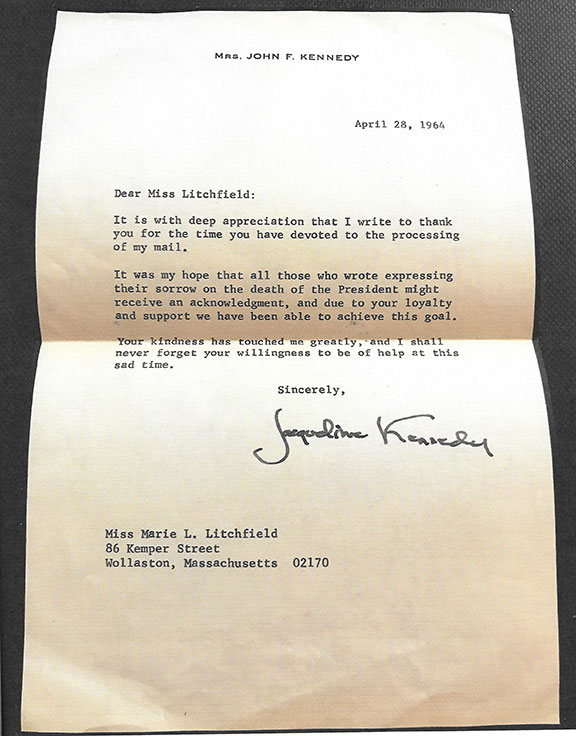 Mrs. JOHN F. KENNEDY
April 28, 1964
Dear Miss Litchfield:
It is with deep appreciation that I write to thank
you for the time you have devoted to the processing
of my mail.
It was my hope that all those who wrote expressing
their sorrow on the death of the President might
receive an acknowledgment, and due to your loyalty
and support we have been able to achieve this goal.
Your kindness has touched me greatly, and I shall
never forget your willingness to be of help at this
sad time.
Sincerely,
Jacqueline Kennedy
Miss Marie L. Litchfield
86 Kemper Street
Wollaston, Massachusetts 02170